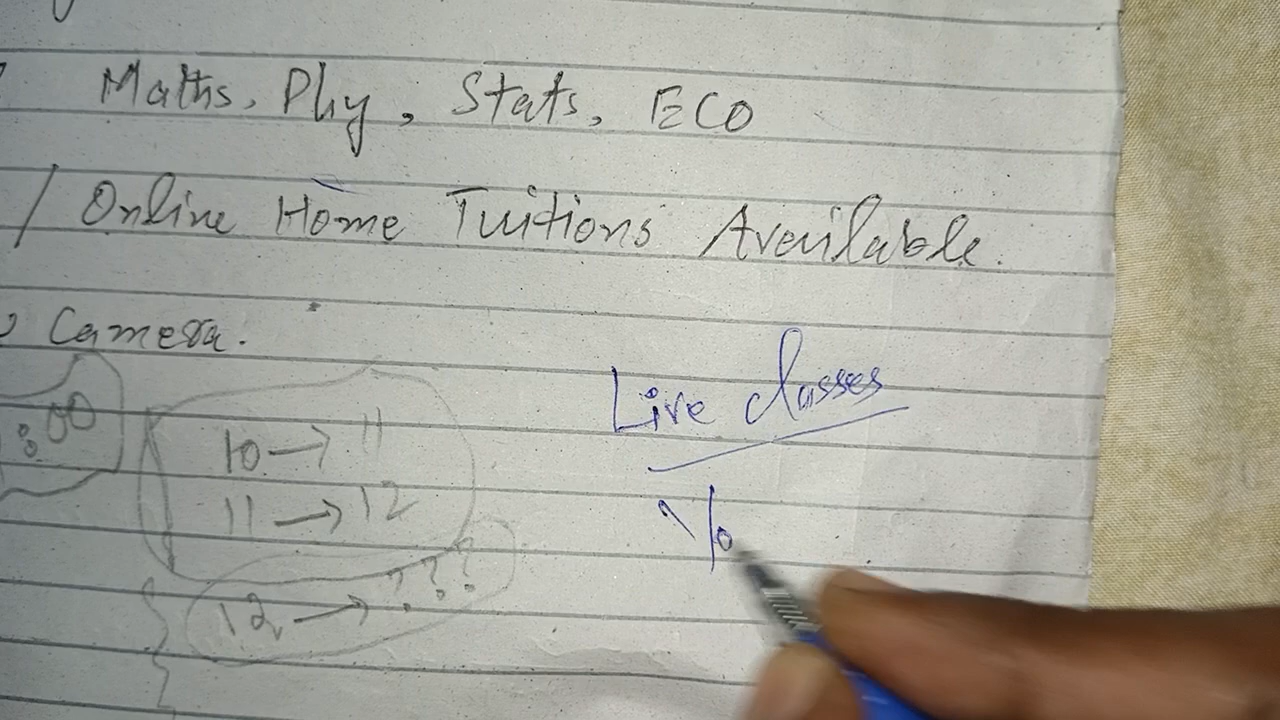 Maths, Phy, Stats, ECO
/ Online Home Tuitions Available.
Camera.
Live classes
:00
10 → 11
11 → 12
%
12 → ???